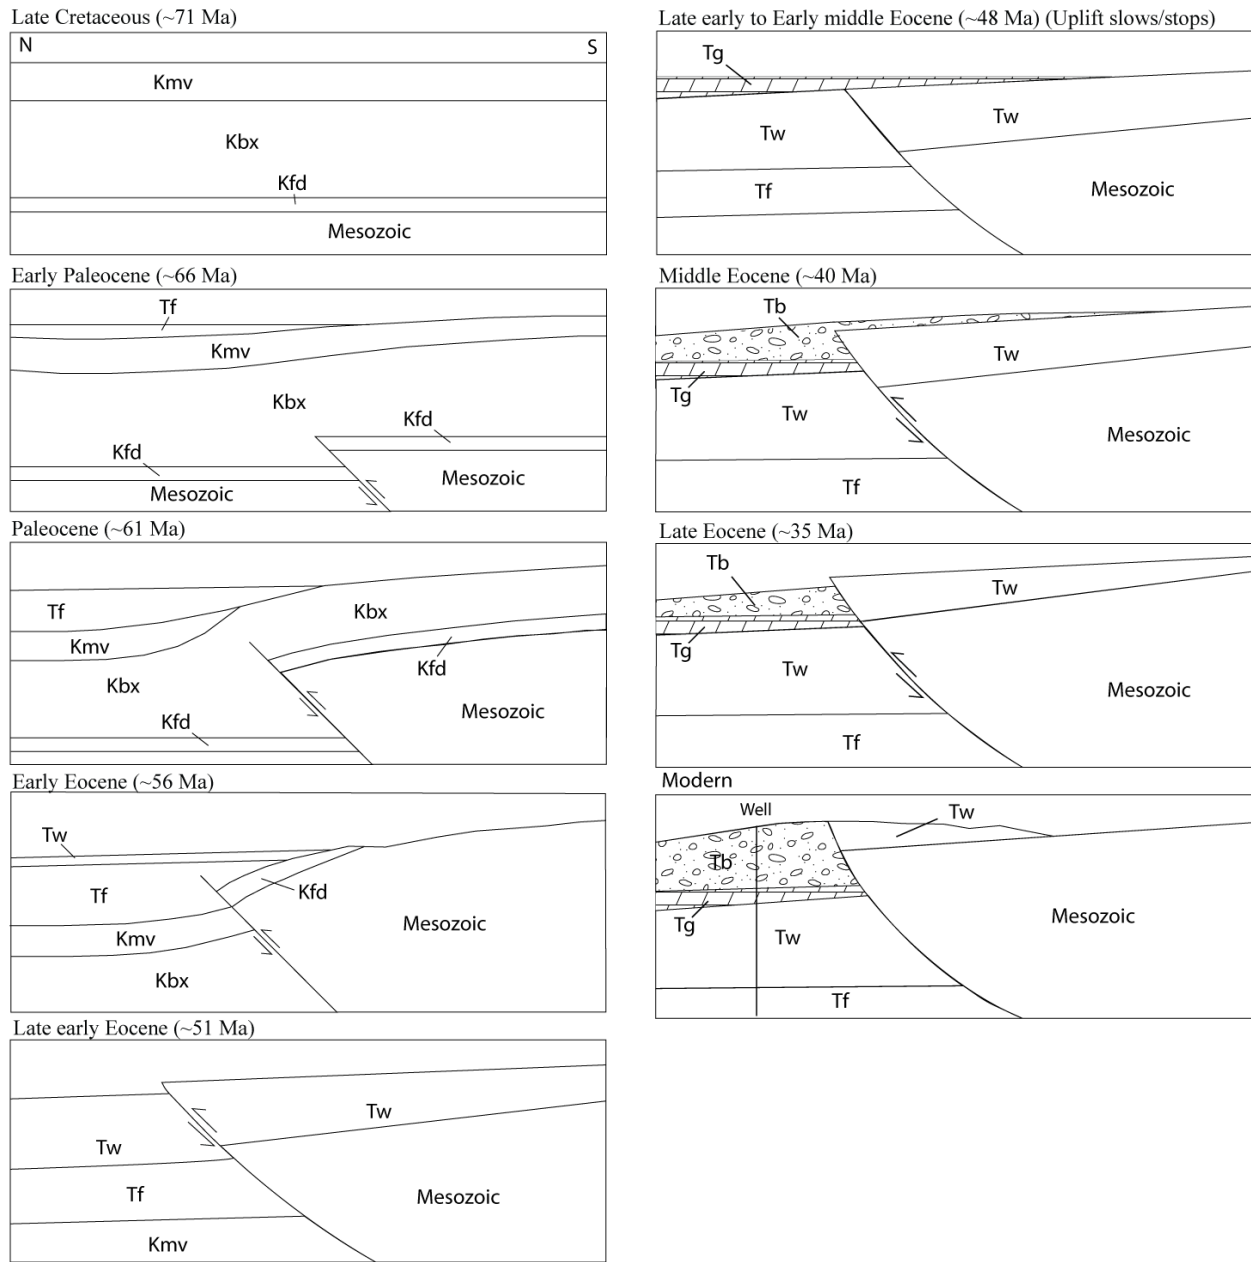 Late Cretaceous (~71 Ma)
N S
Kmv
Kbx
Kfd
Mesozoic
Early Paleocene (~66 Ma)
Tf
Kmv
Kbx
Kfd
Kfd
Mesozoic
Mesozoic
Paleocene (~61 Ma)
Tf
Kbx
Kmv
Kfd
Kbx
Mesozoic
Kfd
Early Eocene (~56 Ma)
Tw
Tf
Kfd
Mesozoic
Kmv
Kbx
Late early Eocene (~51 Ma)
Tw
Tw
Tf
Mesozoic
Kmv
Late early to Early middle Eocene (~48 Ma) (Uplift slows/stops)
Tg
Tw
Tw
Tf
Mesozoic
Middle Eocene (~40 Ma)
Tb
Tw
Tg
Tw
Mesozoic
Tf
Late Eocene (~35 Ma)
Tb
Tw
Tg
Tw
Mesozoic
Tf
Modern
Well
Tw
Tb
Mesozoic
Tg
Tw
Tf